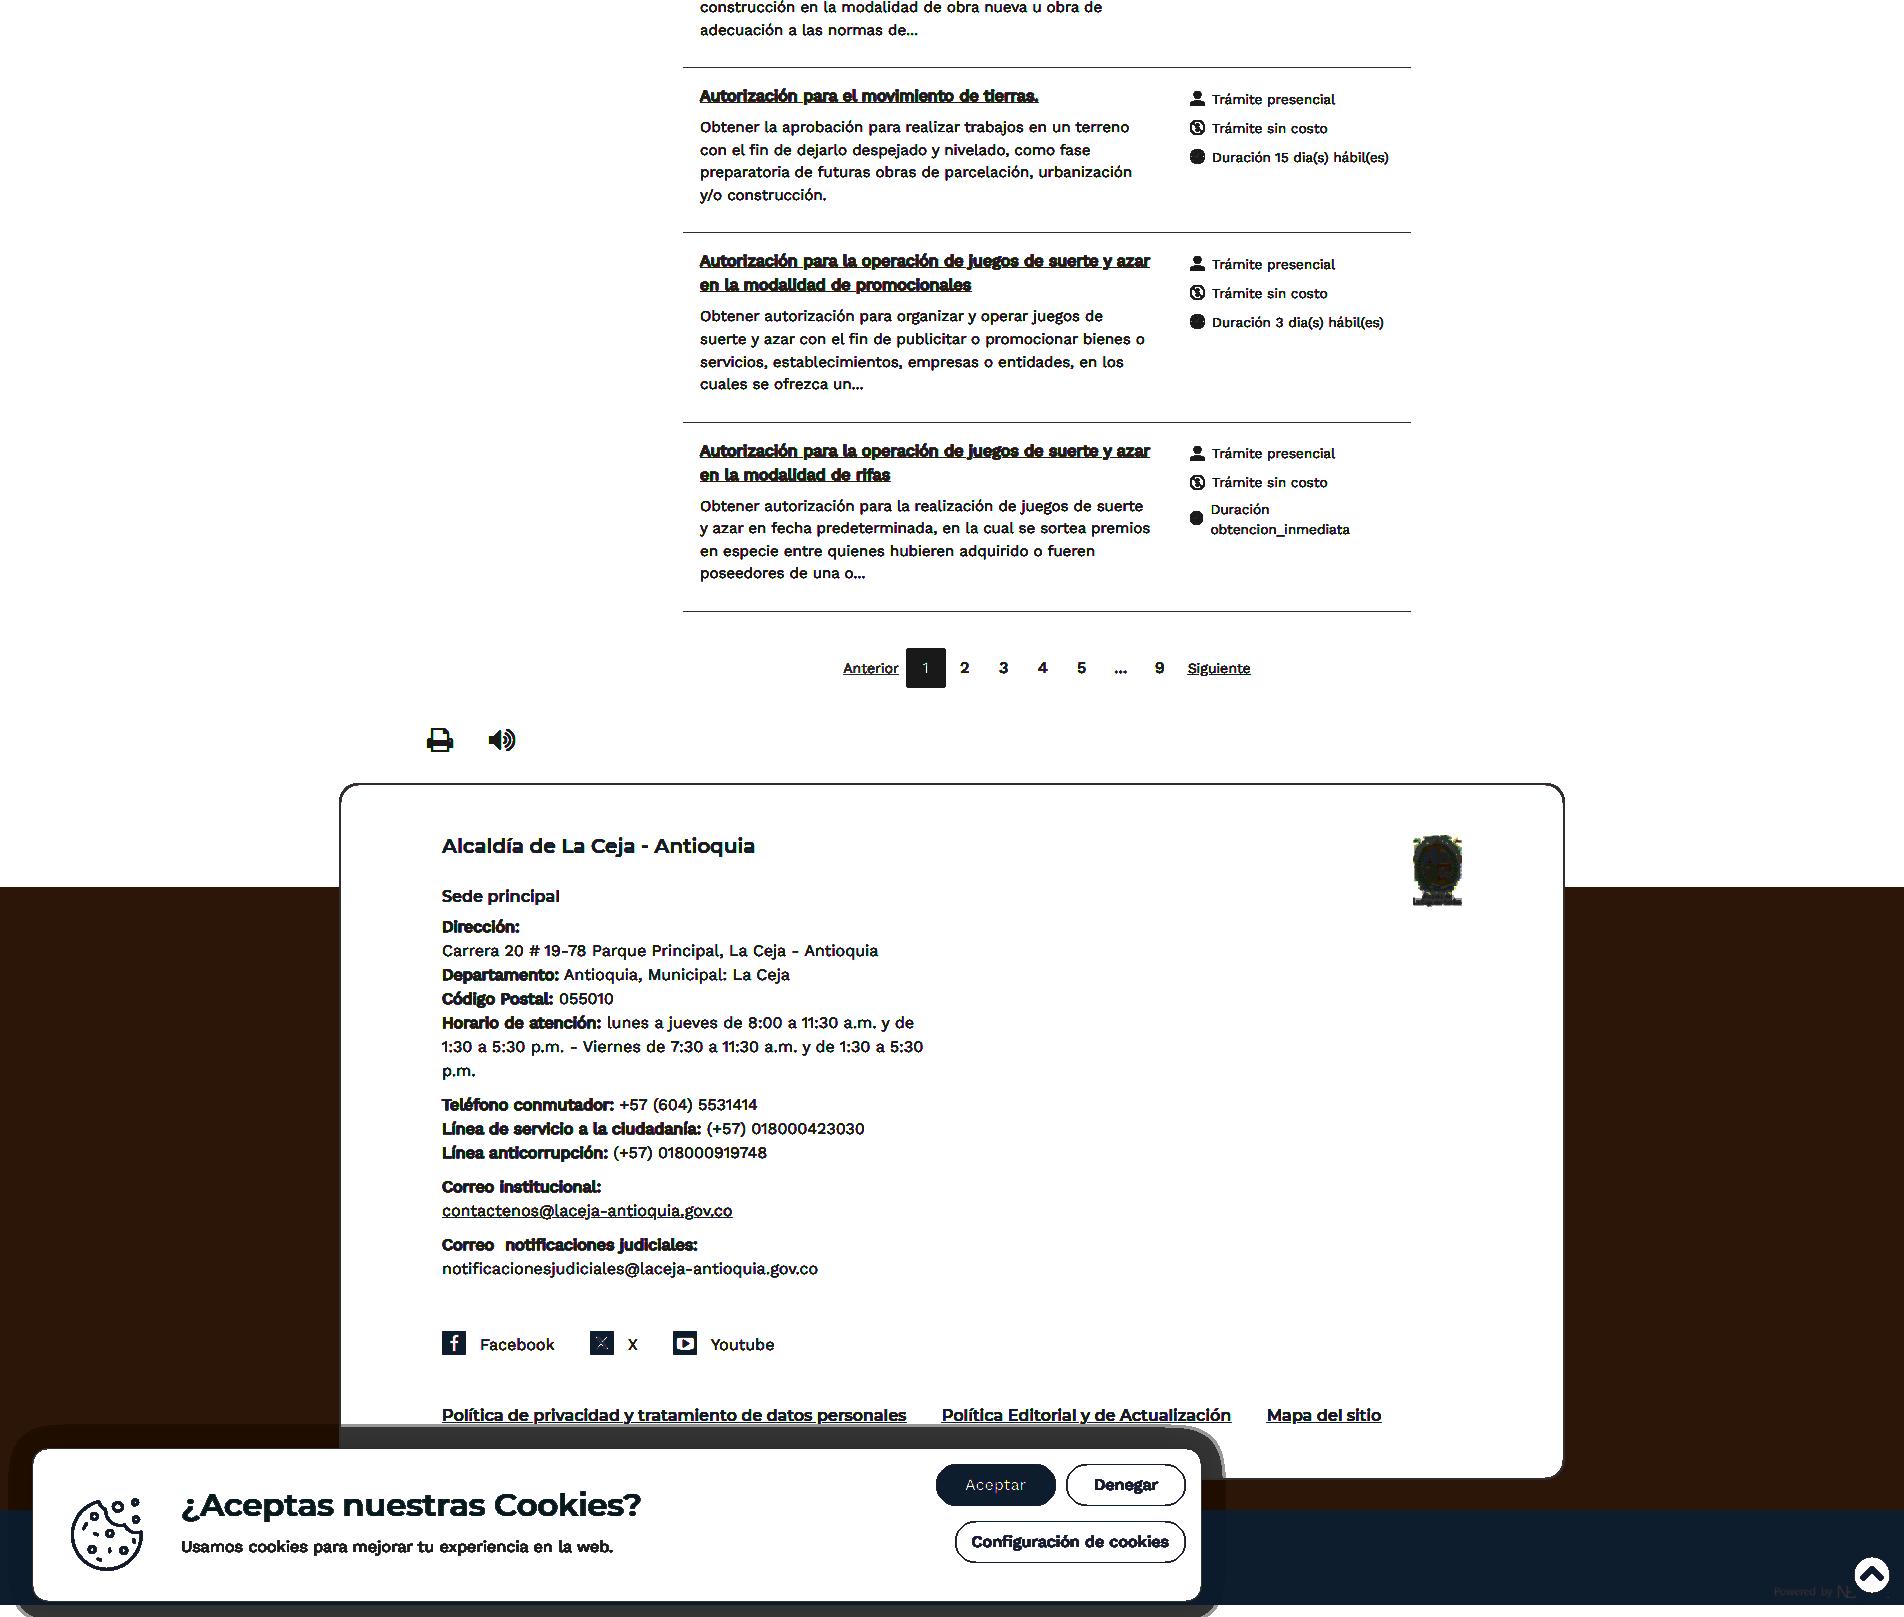 construcción en la modalidad de obra nueva u obra de
adecuación a las normas de...
Autorización para el movimiento de tierras.
Obtener la aprobación para realizar trabajos en un terreno
con el fin de dejarlo despejado y nivelado, como fase
preparatoria de futuras obras de parcelación, urbanización
y/o construcción.
Trámite presencial
Trámite sin costo
Duración 15 dia(s) hábil(es)
Autorización para la operación de juegos de suerte y azar
en la modalidad de promocionales
Obtener autorización para organizar y operar juegos de
suerte y azar con el fin de publicitar o promocionar bienes o
servicios, establecimientos, empresas o entidades, en los
cuales se ofrezca un...
Trámite presencial
Trámite sin costo
Duración 3 dia(s) hábil(es)
Autorización para la operación de juegos de suerte y azar
en la modalidad de rifas
Obtener autorización para la realización de juegos de suerte
y azar en fecha predeterminada, en la cual se sortea premios
en especie entre quienes hubieren adquirido o fueren
poseedores de una o...
Trámite presencial
Trámite sin costo
Duración
obtencion_inmediata
Anterior 1 2 3 4 5 ... 9 Siguiente
Alcaldía de La Ceja - Antioquia
Sede principal
Dirección:
Carrera 20 # 19-78 Parque Principal, La Ceja - Antioquia
Departamento: Antioquia, Municipal: La Ceja
Código Postal: 055010
Horario de atención: lunes a jueves de 8:00 a 11:30 a.m. y de
1:30 a 5:30 p.m. - Viernes de 7:30 a 11:30 a.m. y de 1:30 a 5:30
p.m.
Teléfono conmutador: +57 (604) 5531414
Línea de servicio a la ciudadanía: (+57) 018000423030
Línea anticorrupción: (+57) 018000919748
Correo institucional:
contactenos@laceja-antioquia.gov.co
Correo  notificaciones judiciales:
notificacionesjudiciales@laceja-antioquia.gov.co
Facebook X Youtube
Política de privacidad y tratamiento de datos personales Política Editorial y de Actualización Mapa del sitio
¿Aceptas nuestras Cookies?
Usamos cookies para mejorar tu experiencia en la web.
Aceptar Denegar
Configuración de cookies
Powered by